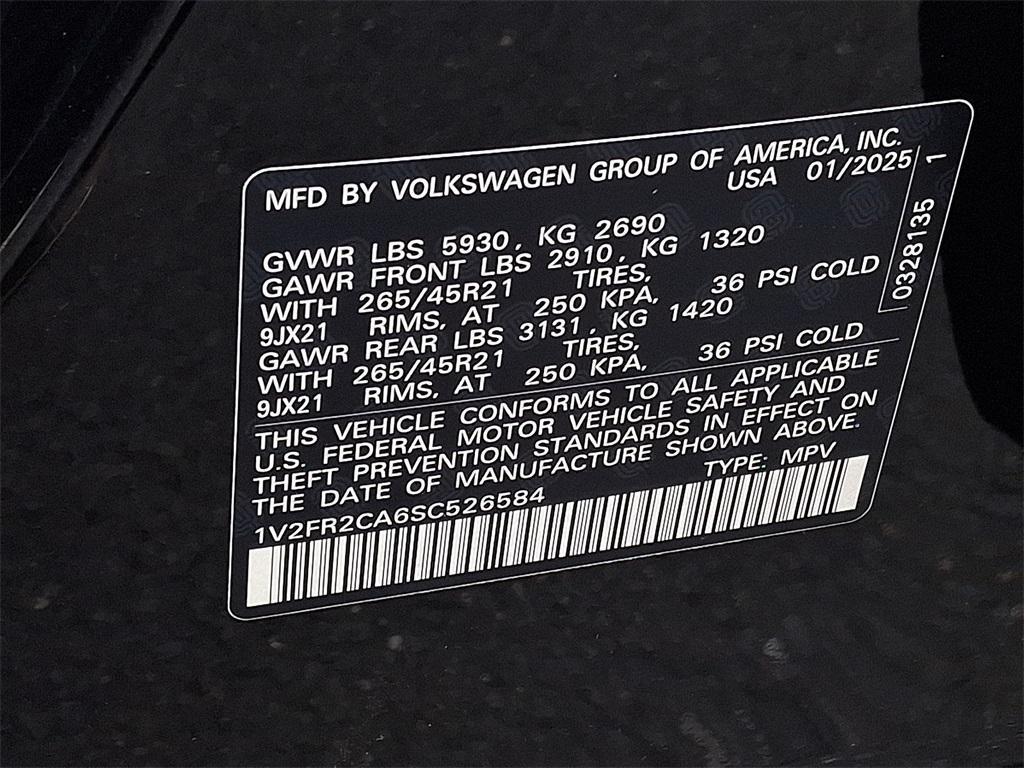 MFD BY VOLKSWAGEN GROUP OF AMERICA, INC.
USA 01/2025
GVWR LBS 5930, KG 2690
GAWR FRONT LBS 2910, KG 1320
WITH 265/45R21 TIRES,
9JX21 RIMS, AT 250 KPA, 36 PSI COLD
GAWR REAR LBS 3131, KG 1420
WITH 265/45R21 TIRES,
9JX21 RIMS, AT 250 KPA, 36 PSI COLD
THIS VEHICLE CONFORMS TO ALL APPLICABLE
U.S. FEDERAL MOTOR VEHICLE SAFETY AND
THEFT PREVENTION STANDARDS IN EFFECT ON
THE DATE OF MANUFACTURE SHOWN ABOVE.
1V2FR2CA6SC526584 TYPE: MPV
0328135 1